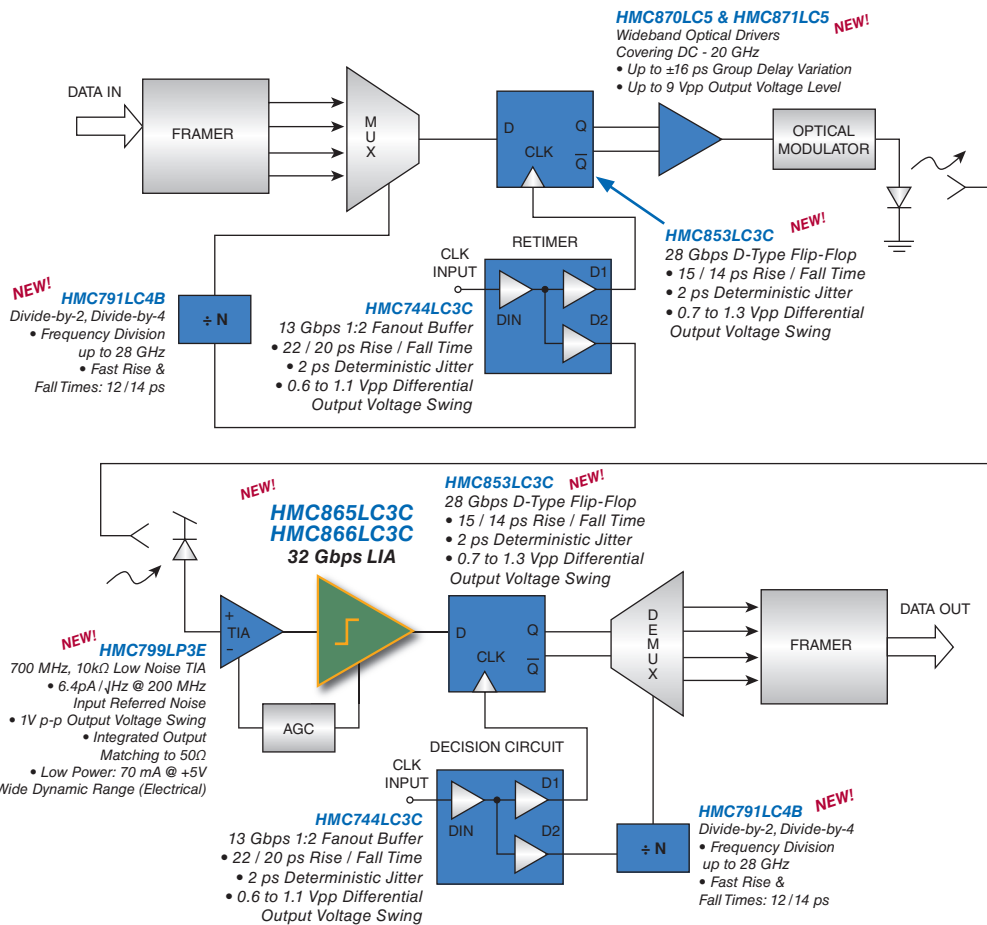 HMC870LC5 & HMC871LC5
NEW!
Wideband Optical Drivers
Covering DC - 20 GHz
• Up to ±16 ps Group Delay Variation
• Up to 9 Vpp Output Voltage Level
DATA IN
FRAMER
MUX
D
Q
CLK
Q̅
OPTICAL
MODULATOR
NEW!
HMC853LC3C
28 Gbps D-Type Flip-Flop
• 15 / 14 ps Rise / Fall Time
• 2 ps Deterministic Jitter
• 0.7 to 1.3 Vpp Differential
Output Voltage Swing
RETIMER
CLK
INPUT
D1
DIN
D2
HMC744LC3C
13 Gbps 1:2 Fanout Buffer
• 22 / 20 ps Rise / Fall Time
• 2 ps Deterministic Jitter
• 0.6 to 1.1 Vpp Differential
Output Voltage Swing
NEW!
HMC791LC4B
Divide-by-2, Divide-by-4
• Frequency Division
up to 28 GHz
• Fast Rise &
Fall Times: 12 / 14 ps
÷ N
NEW!
HMC865LC3C
HMC866LC3C
32 Gbps LIA
HMC853LC3C
NEW!
28 Gbps D-Type Flip-Flop
• 15 / 14 ps Rise / Fall Time
• 2 ps Deterministic Jitter
• 0.7 to 1.3 Vpp Differential
Output Voltage Swing
+
TIA
−
AGC
D
Q
CLK
Q̅
DEMUX
FRAMER
DATA OUT
NEW!
HMC799LP3E
700 MHz, 10kΩ Low Noise TIA
• 6.4pA/√Hz @ 200 MHz
Input Referred Noise
• 1V p-p Output Voltage Swing
• Integrated Output
Matching to 50Ω
• Low Power: 70 mA @ +5V
Wide Dynamic Range (Electrical)
DECISION CIRCUIT
CLK
INPUT
D1
DIN
D2
HMC744LC3C
13 Gbps 1:2 Fanout Buffer
• 22 / 20 ps Rise / Fall Time
• 2 ps Deterministic Jitter
• 0.6 to 1.1 Vpp Differential
Output Voltage Swing
÷ N
NEW!
HMC791LC4B
Divide-by-2, Divide-by-4
• Frequency Division
up to 28 GHz
• Fast Rise &
Fall Times: 12 / 14 ps